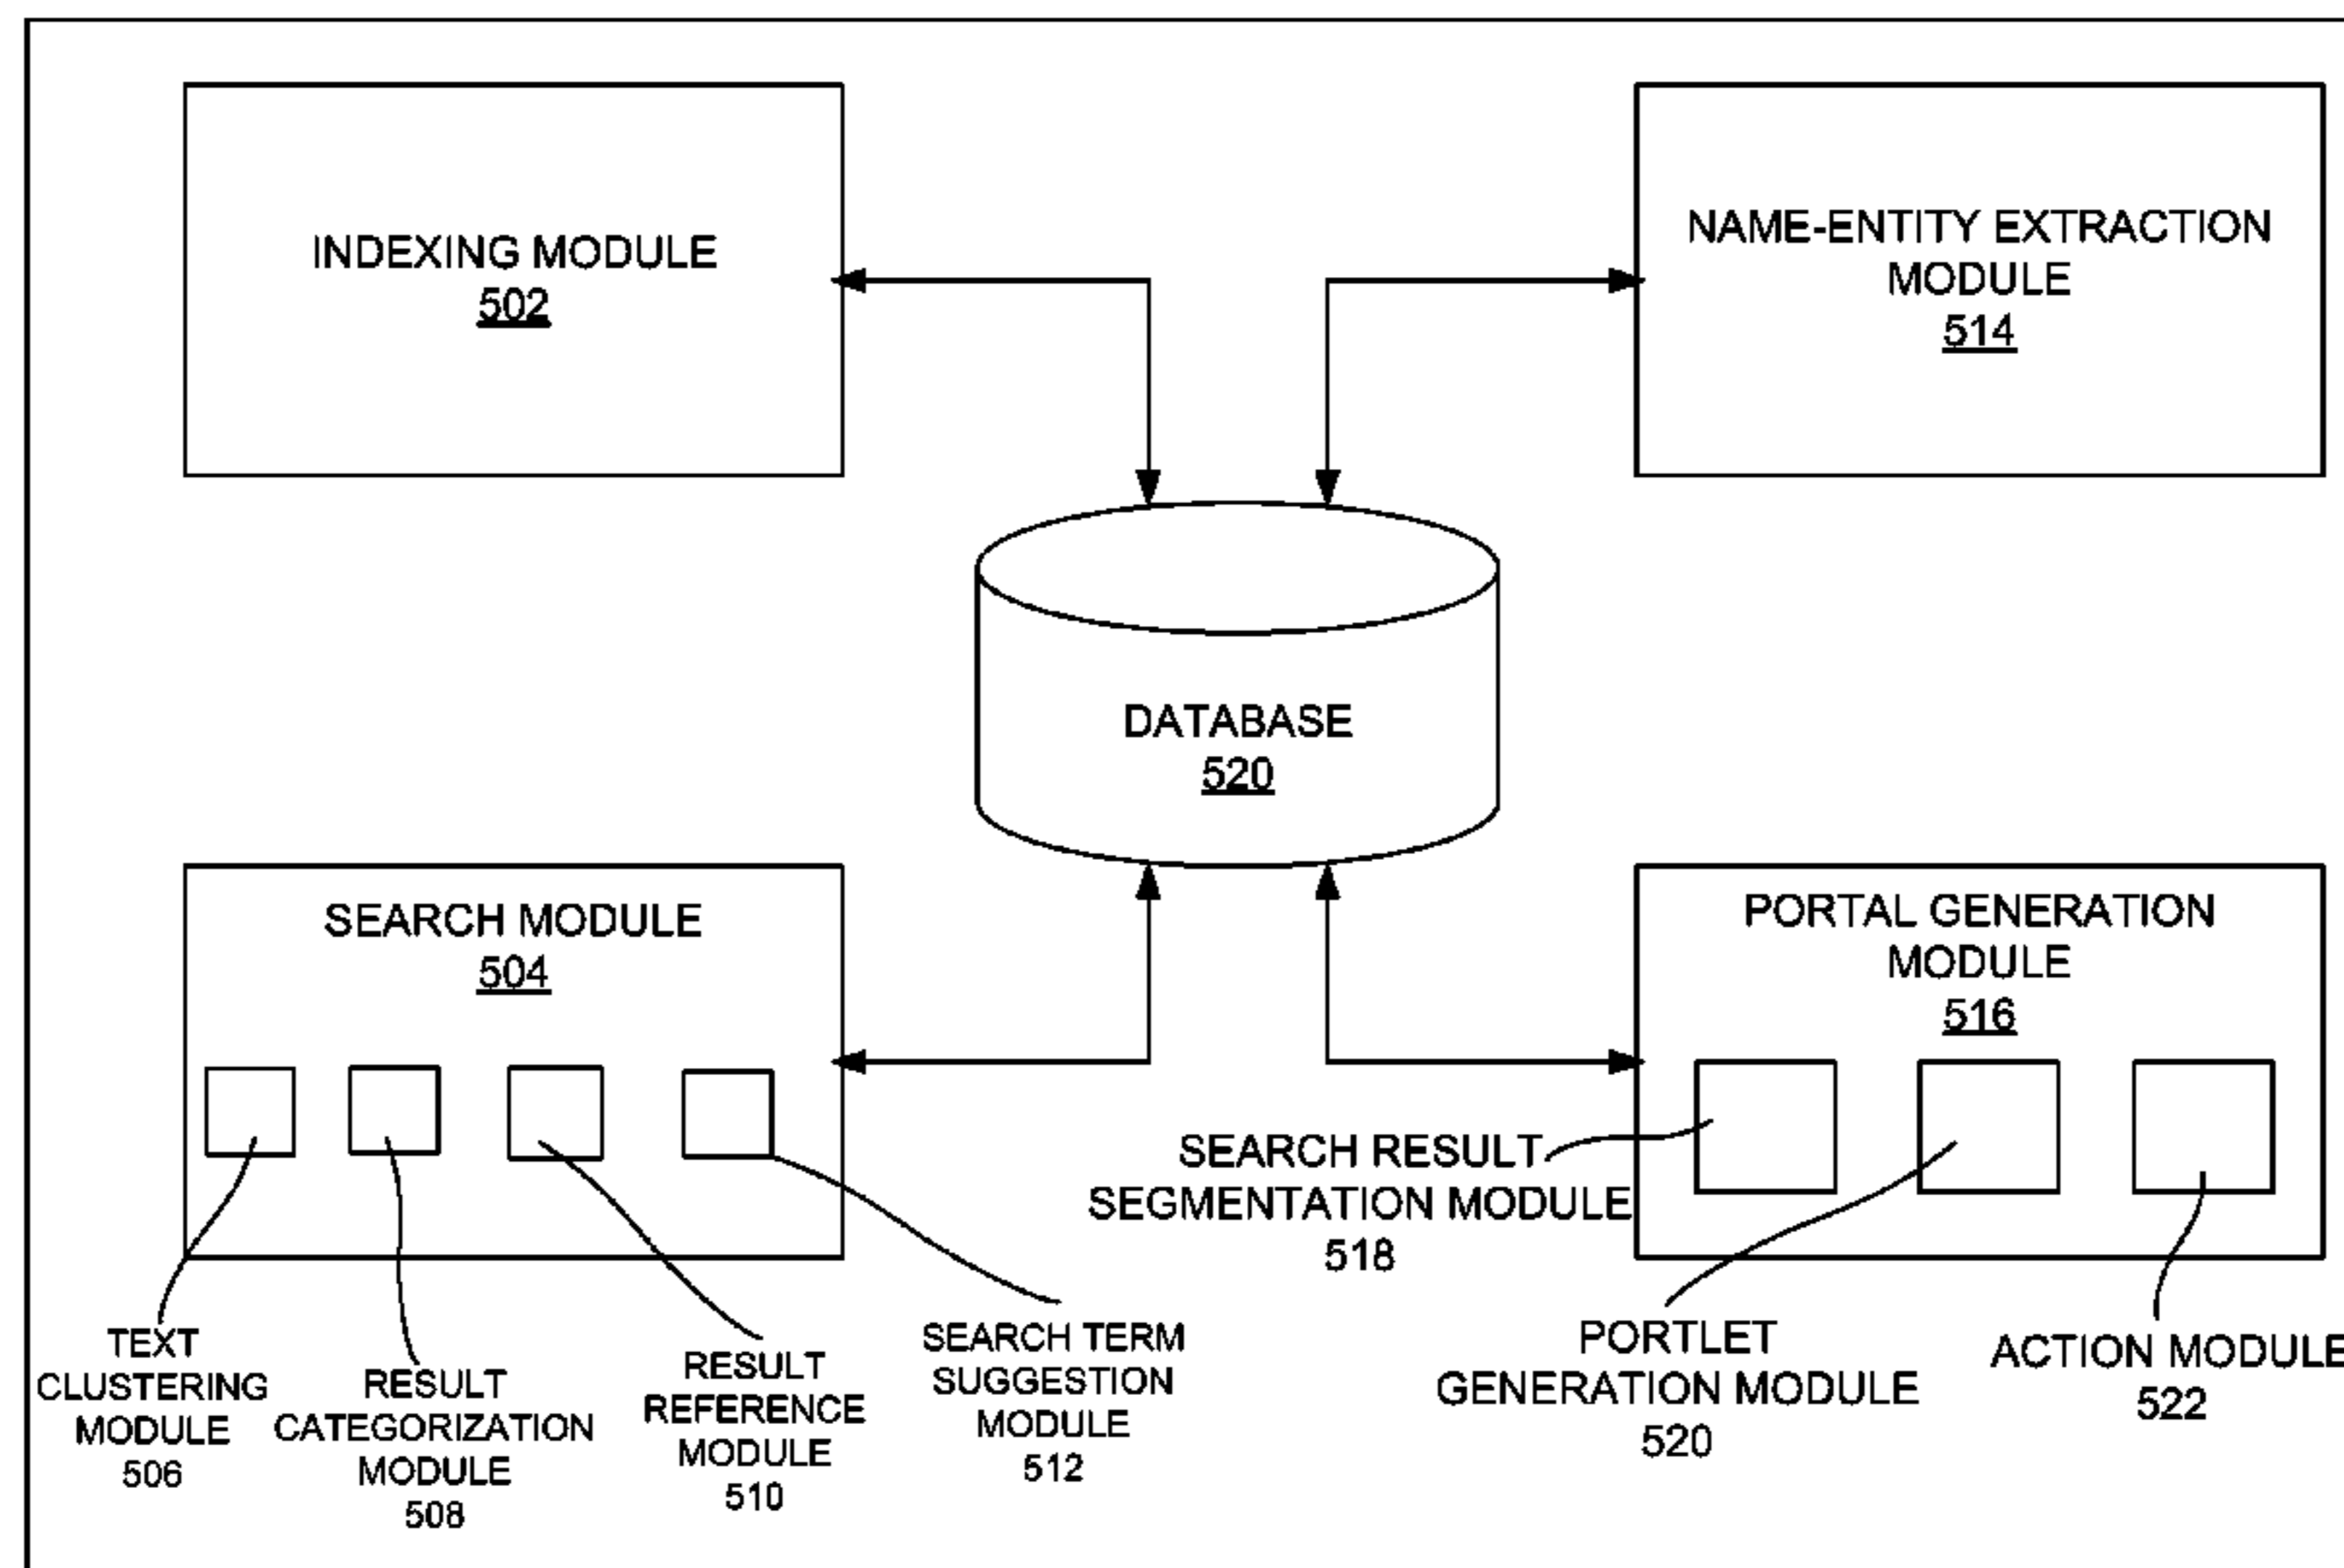 INDEXING MODULE
502
NAME-ENTITY EXTRACTION
MODULE
514
DATABASE
520
SEARCH MODULE
504
PORTAL GENERATION
MODULE
516
SEARCH RESULT
SEGMENTATION MODULE
518
TEXT
CLUSTERING
MODULE
506
RESULT
CATEGORIZATION
MODULE
508
RESULT
REFERENCE
MODULE
510
SEARCH TERM
SUGGESTION
MODULE
512
PORTLET
GENERATION MODULE
520
ACTION MODULE
522